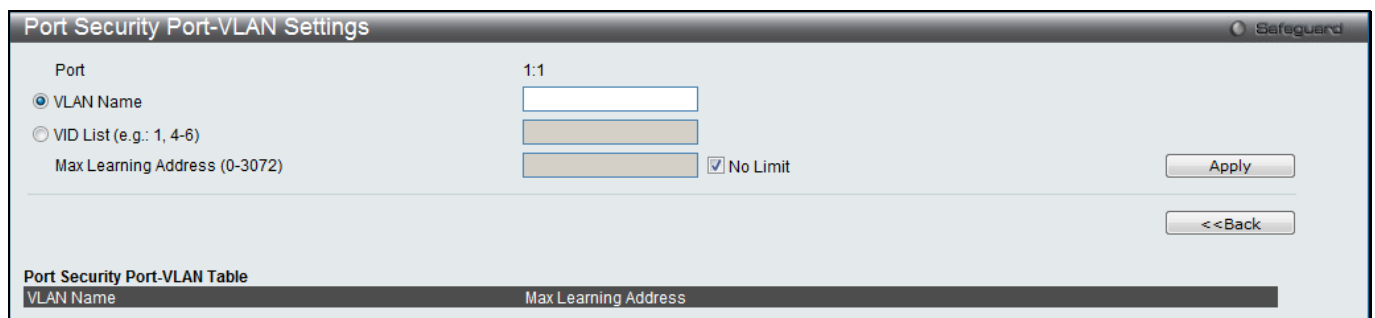 Port Security Port-VLAN Settings
Safeguard
Port 1:1
VLAN Name
VID List (e.g.: 1, 4-6)
Max Learning Address (0-3072) No Limit Apply
<<Back
Port Security Port-VLAN Table
VLAN Name Max Learning Address